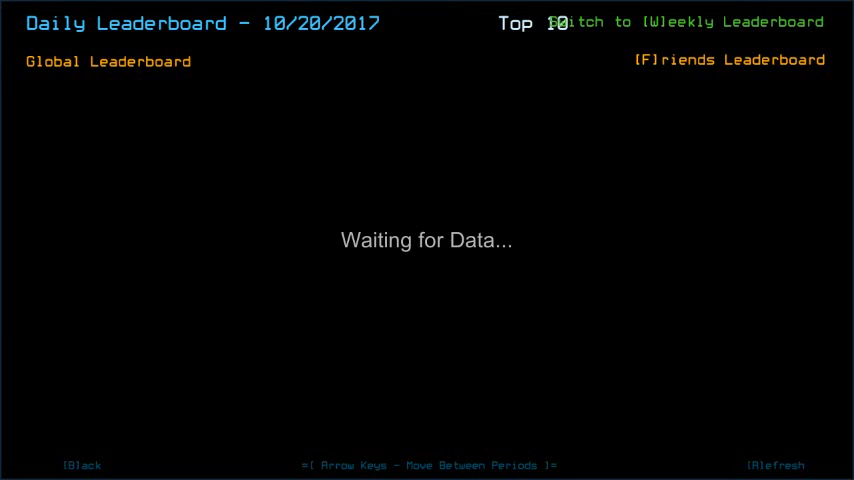 Daily Leaderboard - 10/20/2017
Top 10
Switch to [W]eekly Leaderboard
Global Leaderboard
[F]riends Leaderboard
Waiting for Data...
[B]ack
=[ Arrow Keys - Move Between Periods ]=
[R]efresh